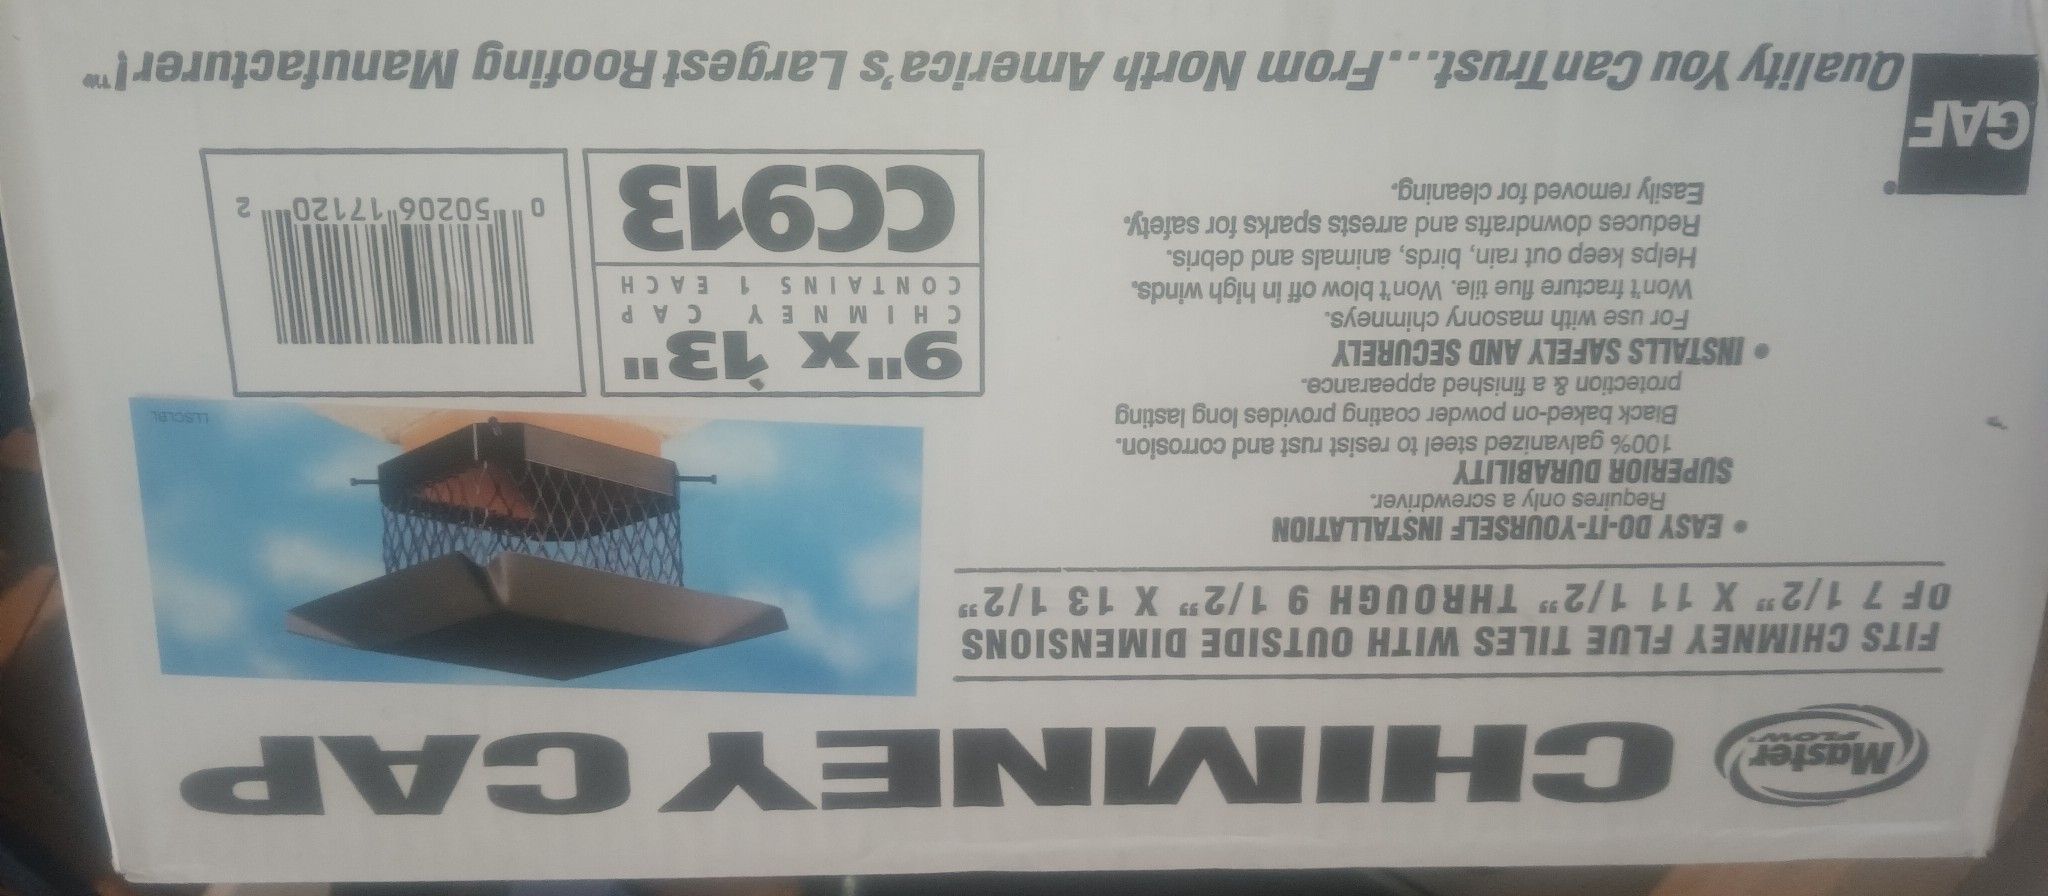 Master
FLOW®
CHIMNEY CAP
FITS CHIMNEY FLUE TILES WITH OUTSIDE DIMENSIONS
OF 7 1/2" X 11 1/2" THROUGH 9 1/2" X 13 1/2"
• EASY DO-IT-YOURSELF INSTALLATION
Requires only a screwdriver.
SUPERIOR DURABILITY
100% galvanized steel to resist rust and corrosion.
Black baked-on powder coating provides long lasting
protection & a finished appearance.
• INSTALLS SAFELY AND SECURELY
For use with masonry chimneys.
Won't fracture flue tile. Won't blow off in high winds.
Helps keep out rain, birds, animals and debris.
Reduces downdrafts and arrests sparks for safety.
Easily removed for cleaning.
LLSCLBL
9" X 13"
CHIMNEY CAP
CONTAINS 1 EACH
CC913
0 50206 17120 2
GAF
Quality You Can Trust...From North America's Largest Roofing Manufacturer!™